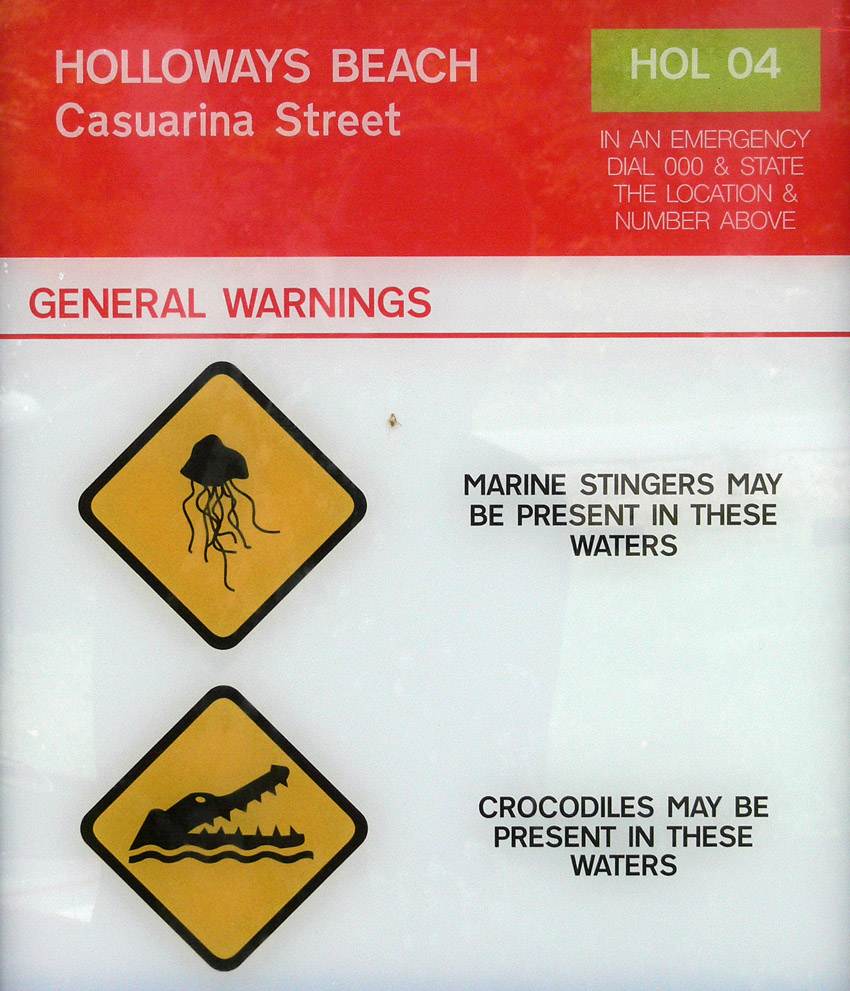 HOLLOWAYS BEACH
Casuarina Street
HOL 04
IN AN EMERGENCY
DIAL 000 & STATE
THE LOCATION &
NUMBER ABOVE
GENERAL WARNINGS
MARINE STINGERS MAY
BE PRESENT IN THESE
WATERS
CROCODILES MAY BE
PRESENT IN THESE
WATERS